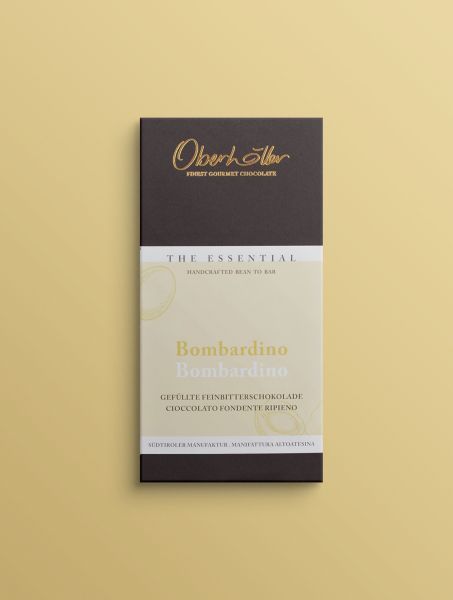 Oberhöller
FINEST GOURMET CHOCOLATE
THE ESSENTIAL
HANDCRAFTED BEAN TO BAR
Bombardino
Bombardino
GEFÜLLTE FEINBITTERSCHOKOLADE
CIOCCOLATO FONDENTE RIPIENO
SÜDTIROLER MANUFAKTUR . MANIFATTURA ALTOATESINA